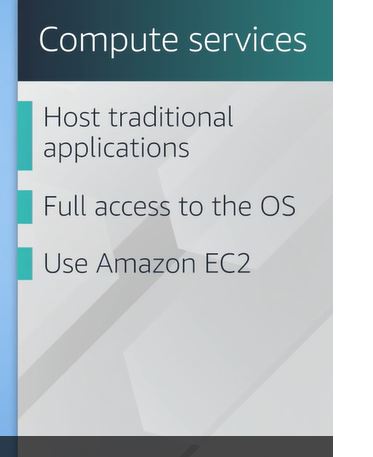 Compute services
Host traditional
applications
Full access to the OS
Use Amazon EC2